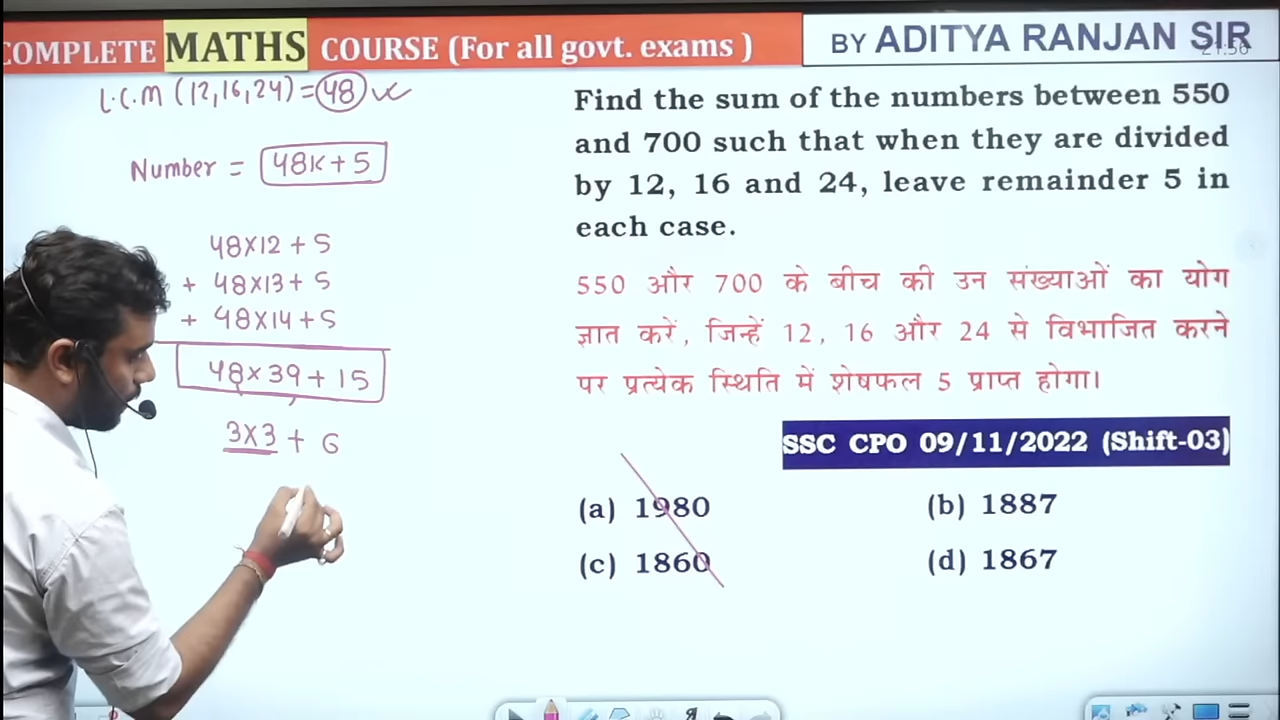 COMPLETE MATHS COURSE (For all govt. exams )
BY ADITYA RANJAN SIR
L.C.M (12,16,24) = 48
Number = 48K+5
48×12 + 5
+ 48×13 + 5
+ 48×14 + 5
48 × 39 + 15
3×3 + 6
Find the sum of the numbers between 550
and 700 such that when they are divided
by 12, 16 and 24, leave remainder 5 in
each case.
550 और 700 के बीच की उन संख्याओं का योग
ज्ञात करें, जिन्हें 12, 16 और 24 से विभाजित करने
पर प्रत्येक स्थिति में शेषफल 5 प्राप्त होगा।
SSC CPO 09/11/2022 (Shift-03)
(a) 1980
(b) 1887
(c) 1860
(d) 1867